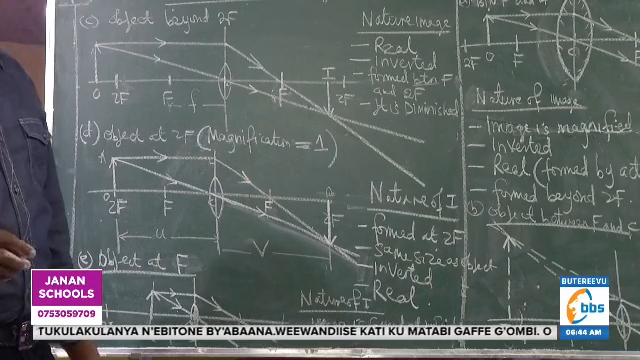 (c) object beyond 2F
O
2F
F
f
F
I
2F
Nature image
– Real
– Inverted
– formed btn F
and 2F
– It is Diminished
(d) object at 2F (Magnification = 1)
O
2F
F
F
2F
u
V
Nature of I
– formed at 2F
– Same size as object
– Inverted
– Real
(e) Object at F
Nature of I
2F
F
C
F
Nature of image
– Image is magnified
– Inverted
– Real (formed by
– formed beyond 2F.
object between F and C
JANAN
SCHOOLS
0753059709
BUTEREEVU
bbs
06:44 AM
TUKULAKULANYA N'EBITONE BY'ABAANA.WEEWANDIISE KATI KU MATABI GAFFE G'OMBI. O